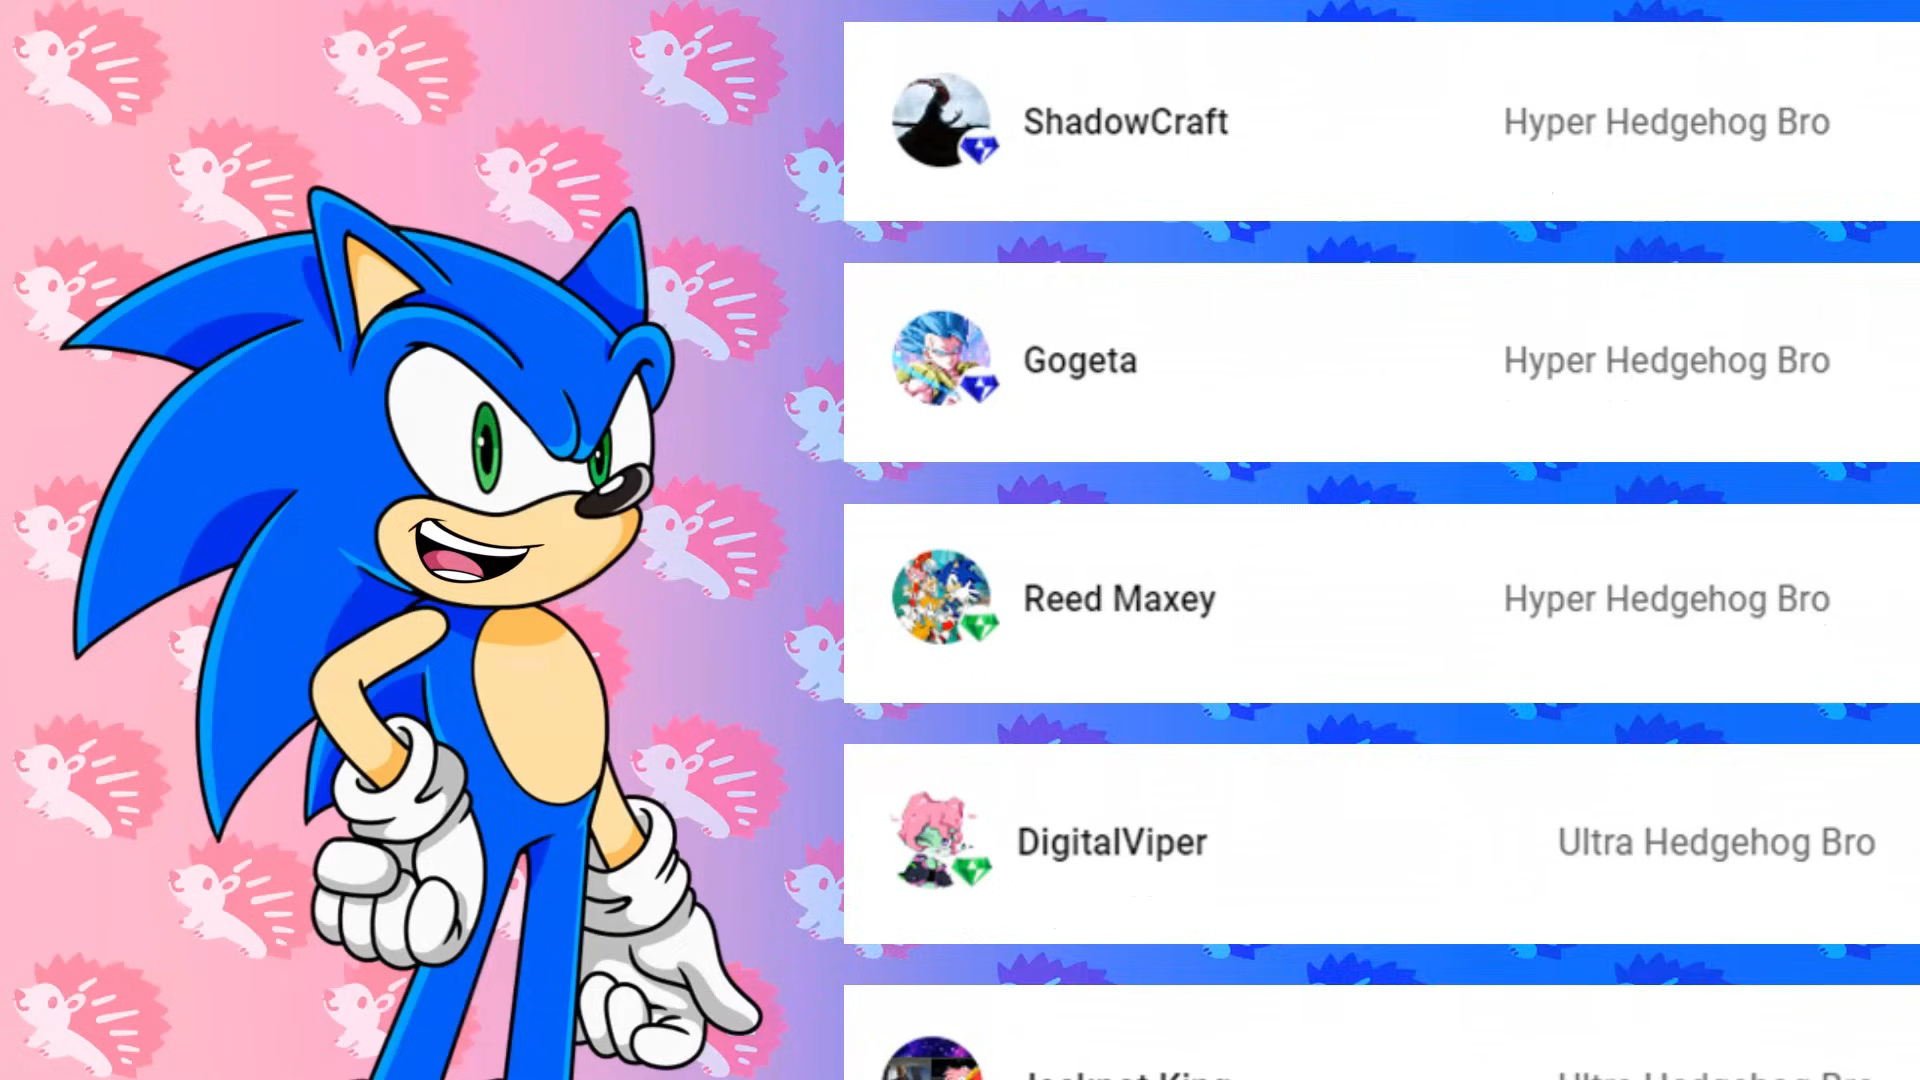 ShadowCraft Hyper Hedgehog Bro
Gogeta Hyper Hedgehog Bro
Reed Maxey Hyper Hedgehog Bro
DigitalViper Ultra Hedgehog Bro